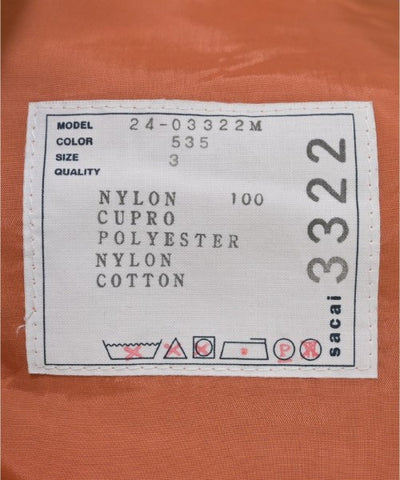 MODEL 24-03322M
COLOR 535
SIZE 3
QUALITY
NYLON 100
CUPRO
POLYESTER
NYLON
COTTON
P
sacai 3322